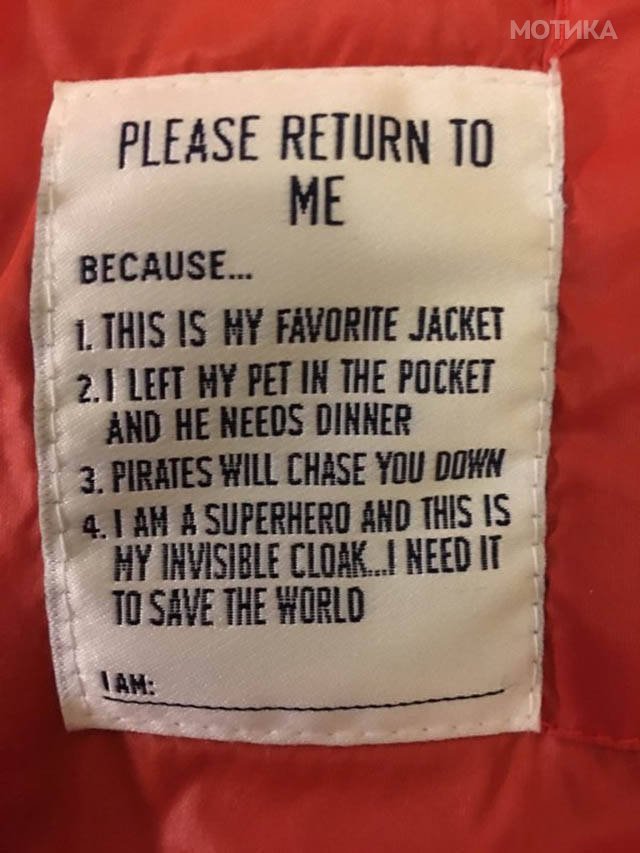 МОТИКА
PLEASE RETURN TO
ME
BECAUSE...
1. THIS IS MY FAVORITE JACKET
2. I LEFT MY PET IN THE POCKET
AND HE NEEDS DINNER
3. PIRATES WILL CHASE YOU DOWN
4. I AM A SUPERHERO AND THIS IS
MY INVISIBLE CLOAK...I NEED IT
TO SAVE THE WORLD
I AM: